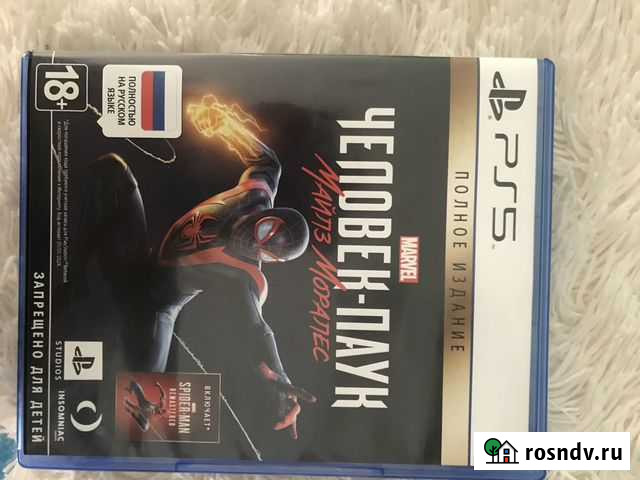 PS5
ПОЛНОЕ ИЗДАНИЕ
MARVEL
ЧЕЛОВЕК-ПАУК
МАЙЛЗ МОРАЛЕС
ПОЛНОСТЬЮ
НА РУССКОМ
ЯЗЫКЕ
18+
ВКЛЮЧАЕТ*
MARVEL
SPIDER-MAN
REMASTERED
ЗАПРЕЩЕНО ДЛЯ ДЕТЕЙ
STUDIOS
INSOMNIAC
rosndv.ru